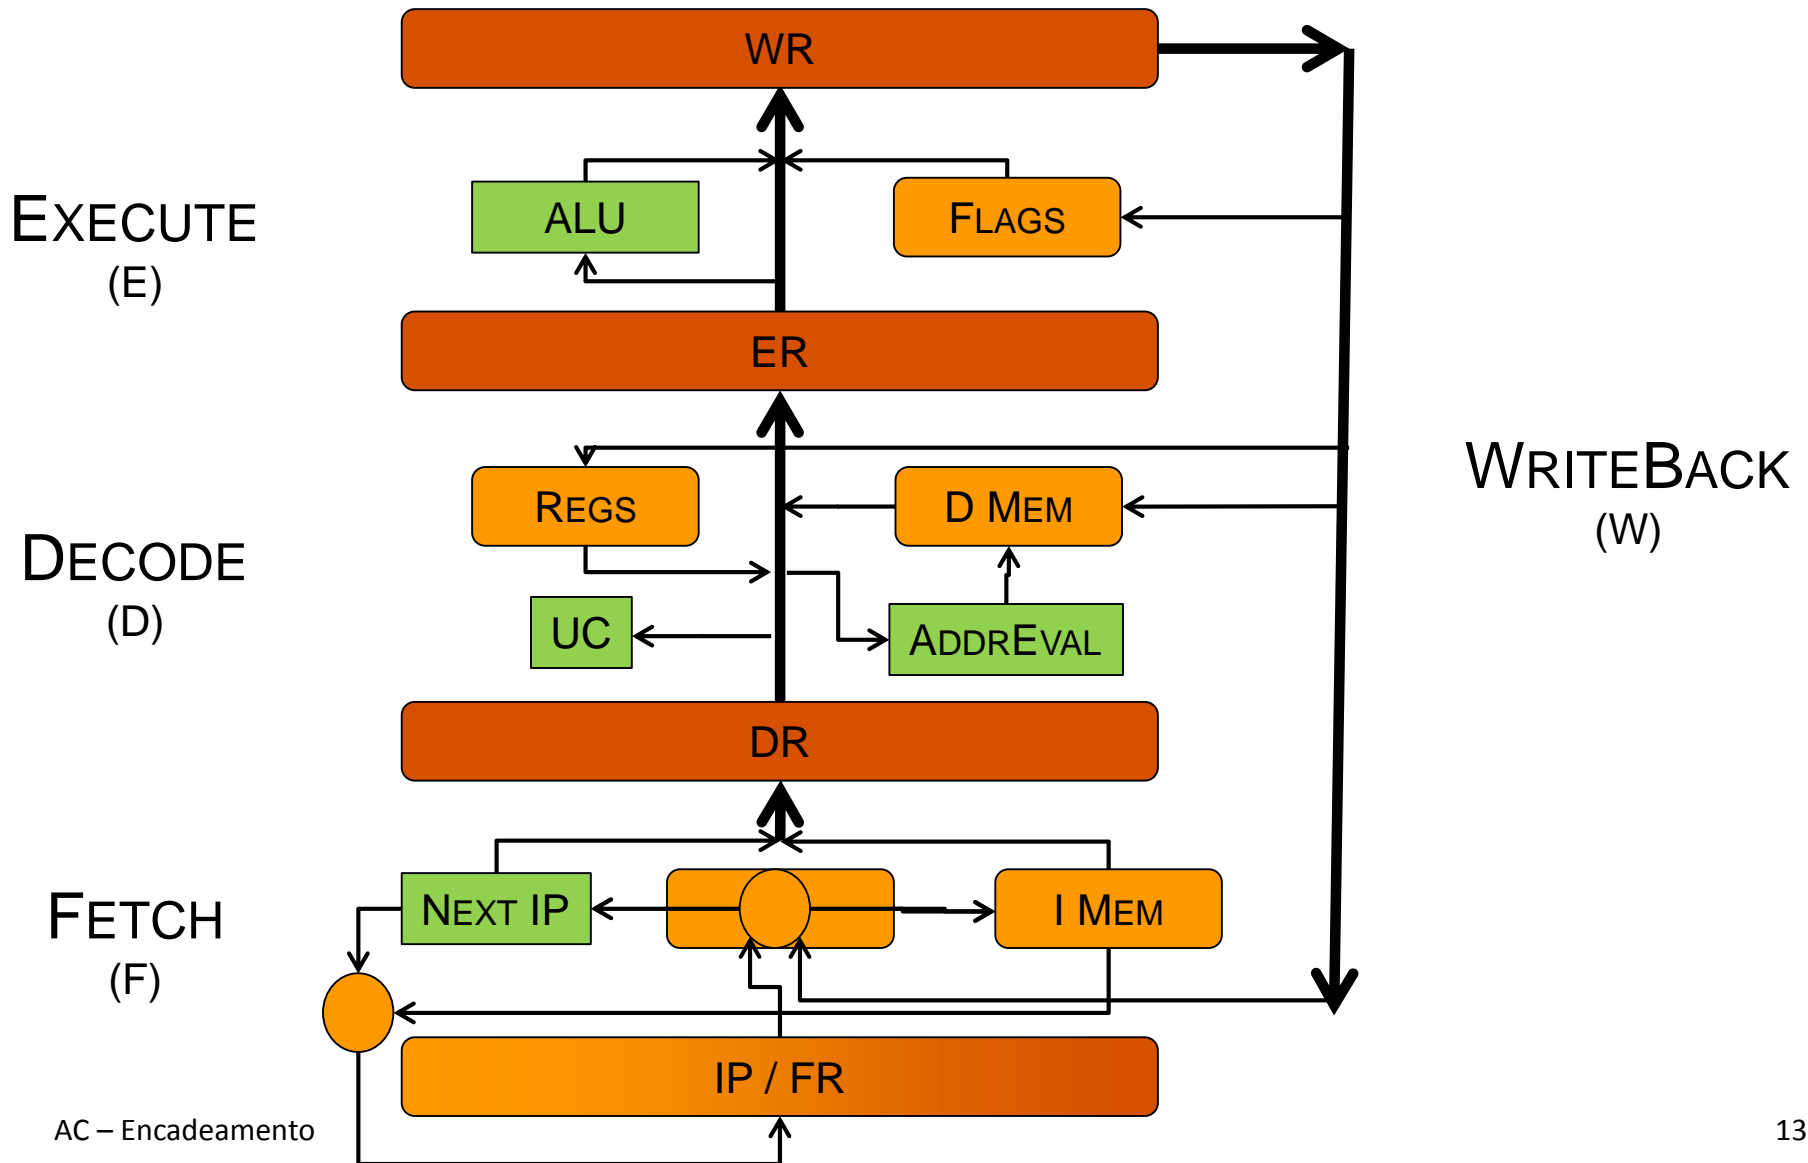 WR
EXECUTE
(E)
ALU
FLAGS
ER
REGS
D MEM
WRITEBACK
(W)
DECODE
(D)
UC
ADDREVAL
DR
FETCH
(F)
NEXT IP
I MEM
IP / FR
AC – Encadeamento
13